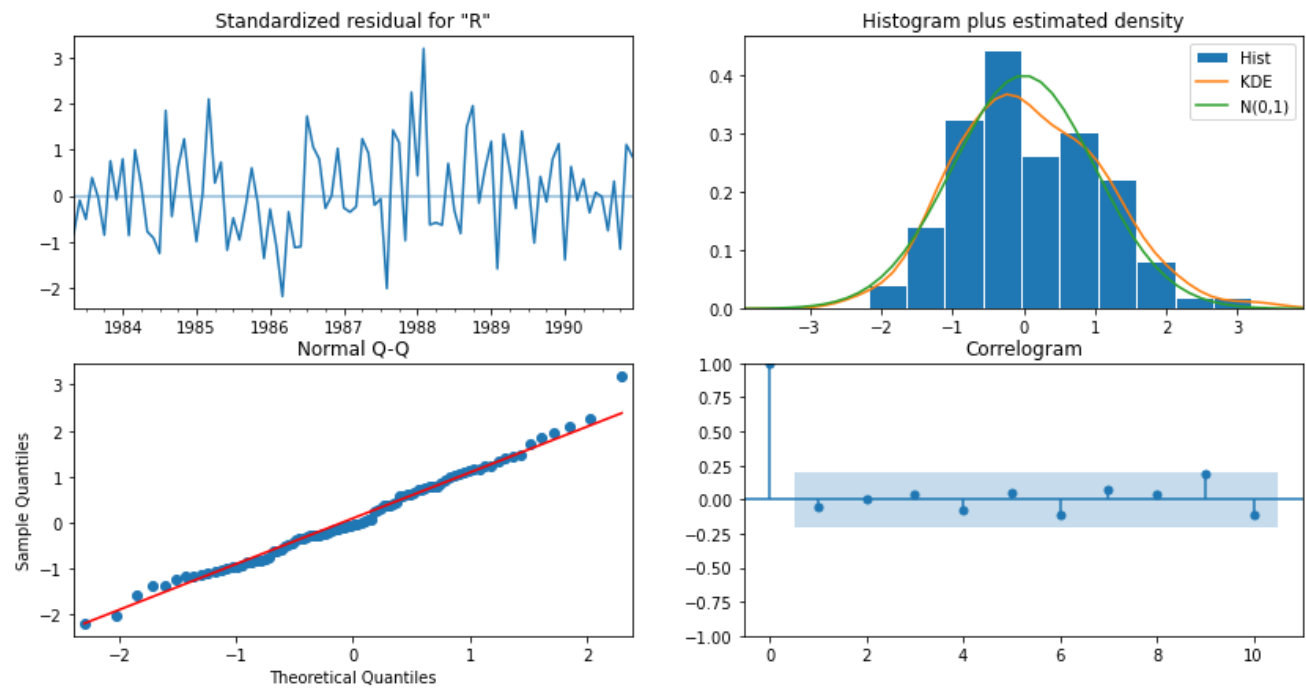 Standardized residual for "R"
3
2
1
0
−1
−2
1984 1985 1986 1987 1988 1989 1990
Histogram plus estimated density
0.4
0.3
0.2
0.1
0.0
−3 −2 −1 0 1 2 3
Hist
KDE
N(0,1)
Normal Q-Q
Sample Quantiles
3
2
1
0
−1
−2
−2 −1 0 1 2
Theoretical Quantiles
Correlogram
1.00
0.75
0.50
0.25
0.00
−0.25
−0.50
−0.75
−1.00
0 2 4 6 8 10